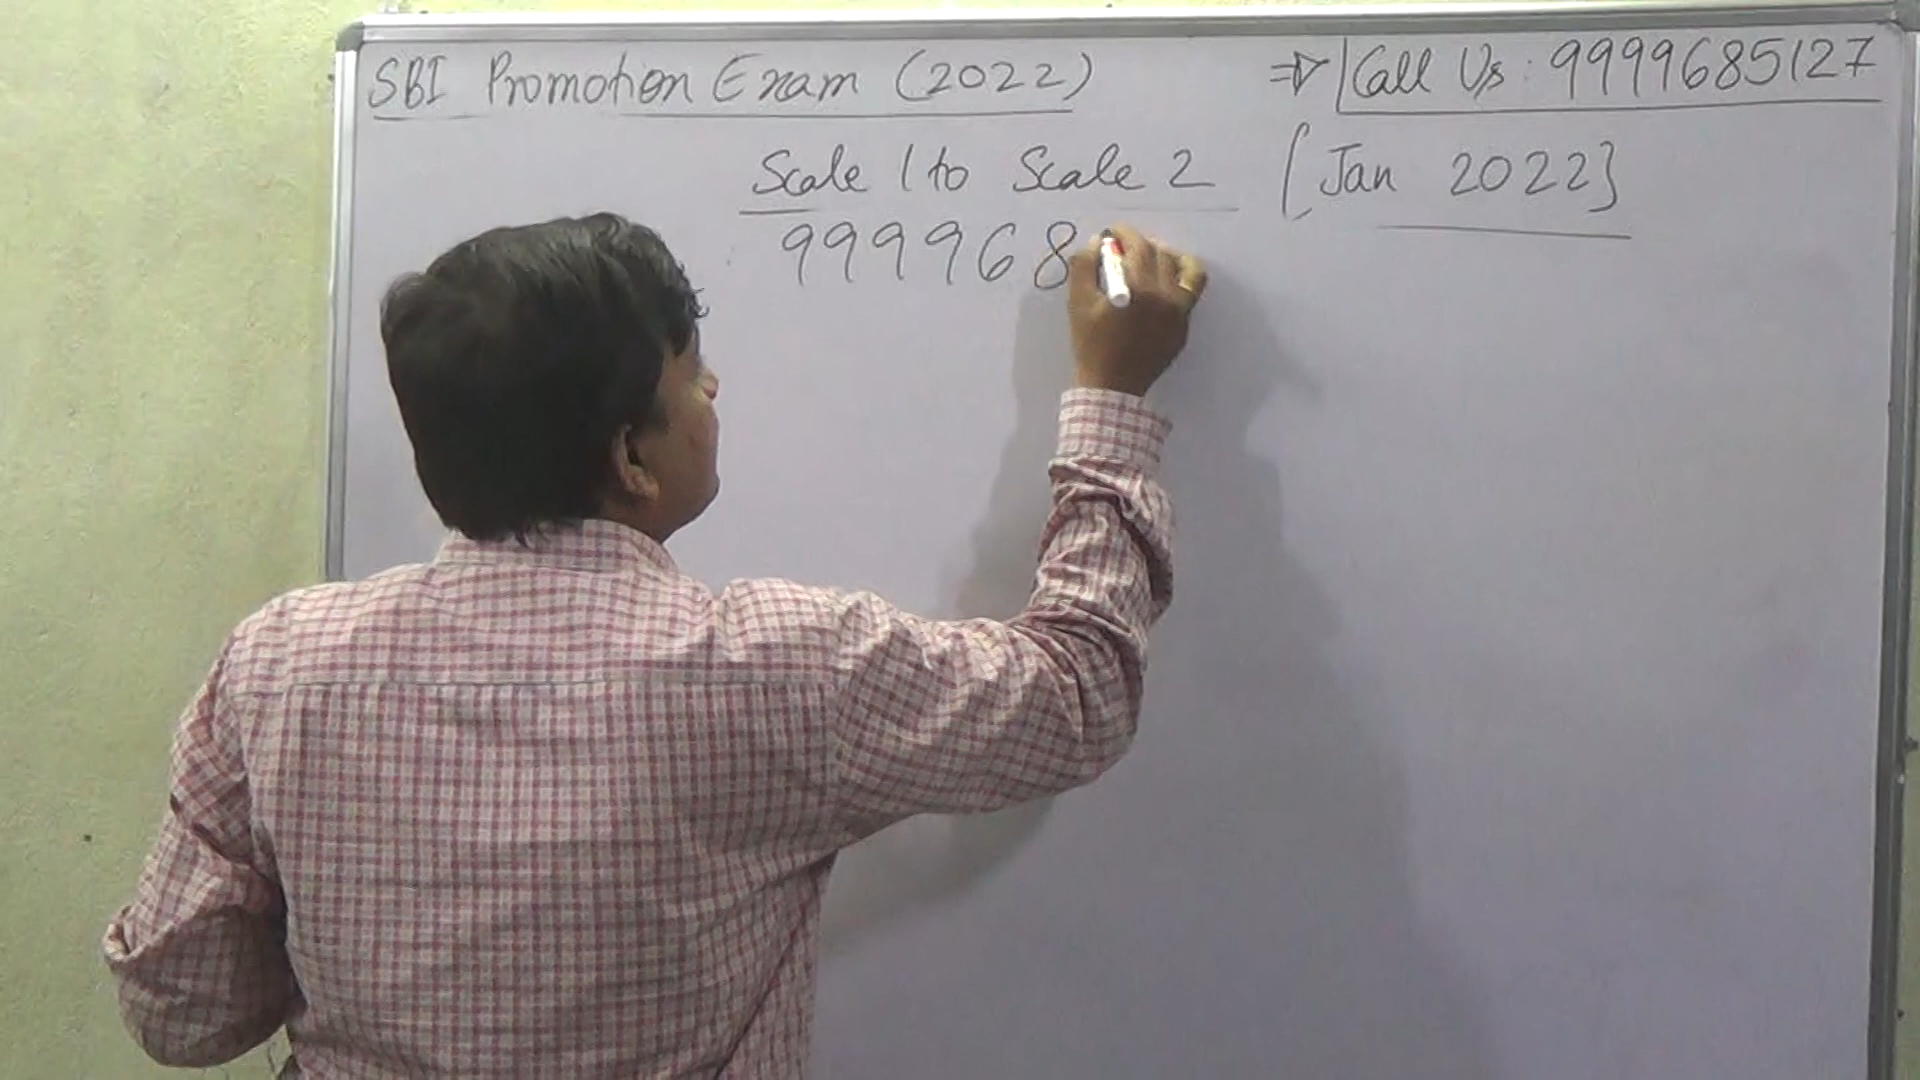 SBI Promotion Exam (2022)
⇒ Call Us : 9999685127
Scale 1 to Scale 2 [Jan 2022]
999968